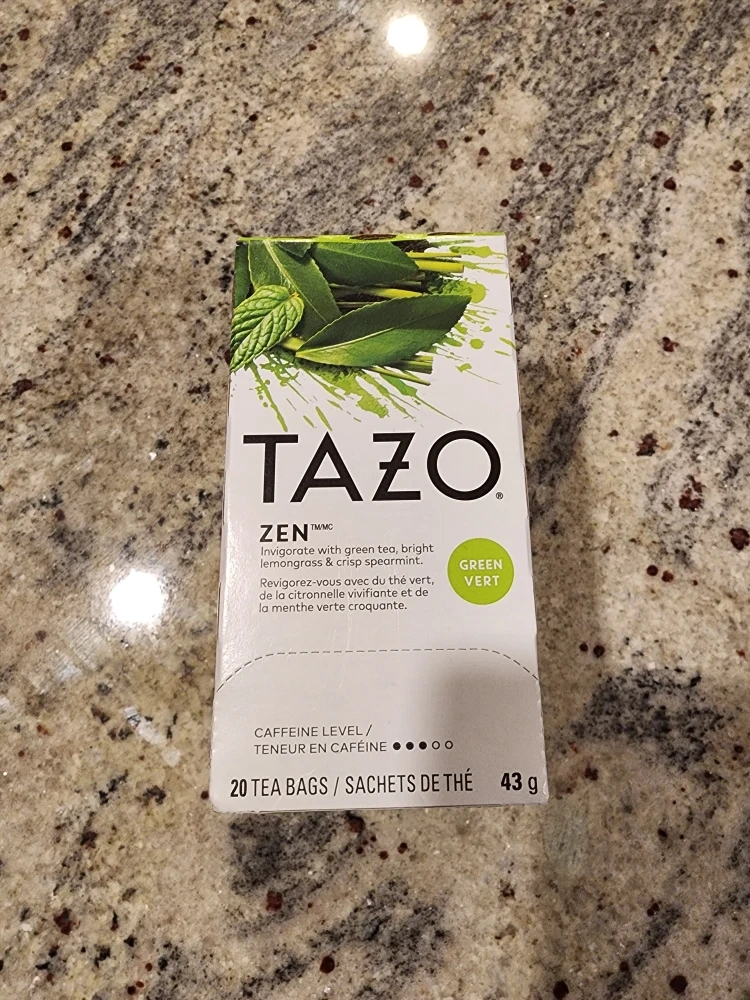 TAZO®
ZEN TM/MC
Invigorate with green tea, bright
lemongrass & crisp spearmint.
Revigorez-vous avec du thé vert,
de la citronnelle vivifiante et de
la menthe verte croquante.
GREEN
VERT
CAFFEINE LEVEL /
TENEUR EN CAFÉINE
20 TEA BAGS / SACHETS DE THÉ 43 g